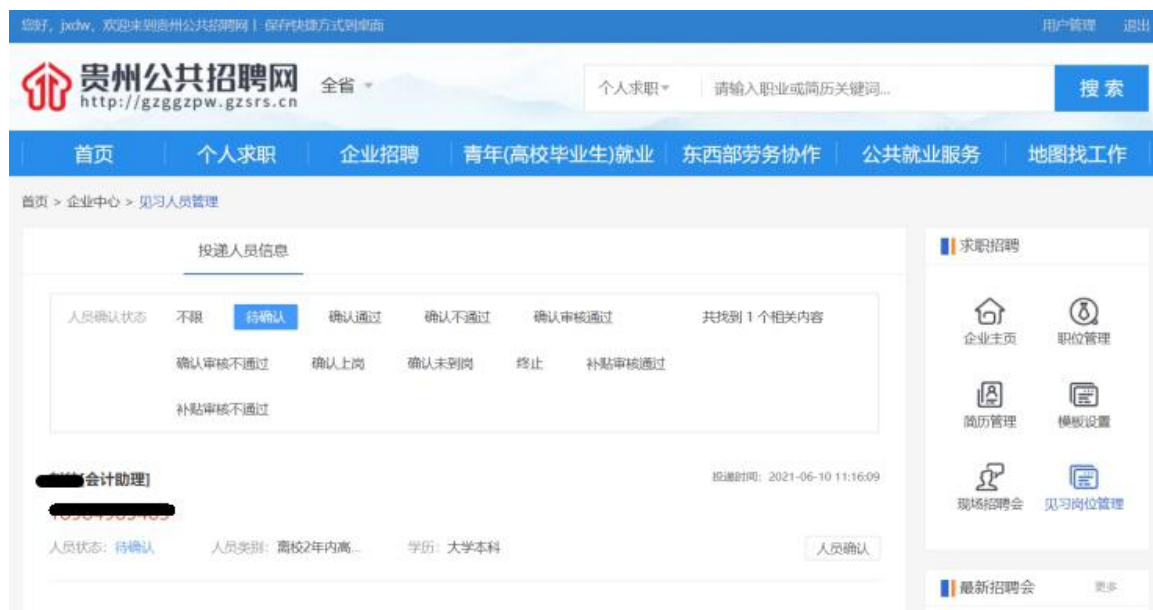 您好，jxdw，欢迎来到贵州公共招聘网丨 保存快捷方式到桌面
用户管理 退出
贵州公共招聘网
http://gzggzpw.gzsrs.cn
全省
个人求职 请输入职业或简历关键词... 搜 索
首页 个人求职 企业招聘 青年(高校毕业生)就业 东西部劳务协作 公共就业服务 地图找工作
首页 > 企业中心 > 见习人员管理
投递人员信息
人员确认状态 不限 待确认 确认通过 确认不通过 确认审核通过 共找到 1 个相关内容
确认审核不通过 确认上岗 确认未到岗 终止 补贴审核通过
补贴审核不通过
[会计助理]
投递时间：2021-06-10 11:16:09
人员状态：待确认 人员类别：离校2年内高... 学历：大学本科 人员确认
求职招聘
企业主页 职位管理
简历管理 模板设置
现场招聘会 见习岗位管理
最新招聘会 更多